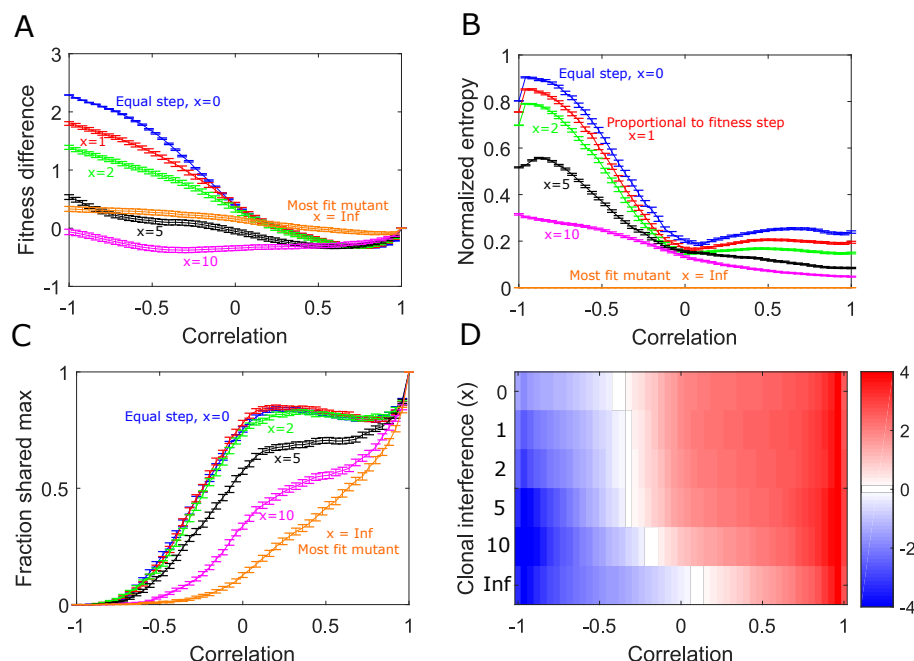 A
3
2
1
0
-1
Fitness difference
Equal step, x=0
x=1
x=2
x=5
x=10
Most fit mutant
x = Inf
-1 -0.5 0 0.5 1
Correlation
B
1
0.8
0.6
0.4
0.2
0
Normalized entropy
Equal step, x=0
Proportional to fitness step
x=1
x=2
x=5
x=10
Most fit mutant x = Inf
-1 -0.5 0 0.5 1
Correlation
C
1
0.5
0
Fraction shared max
Equal step, x=0
x=2
x=5
x=10
x = Inf
Most fit mutant
-1 -0.5 0 0.5 1
Correlation
D
Clonal interference (x)
0
1
2
5
10
Inf
-1 -0.5 0 0.5 1
Correlation
4
2
0
-2
-4